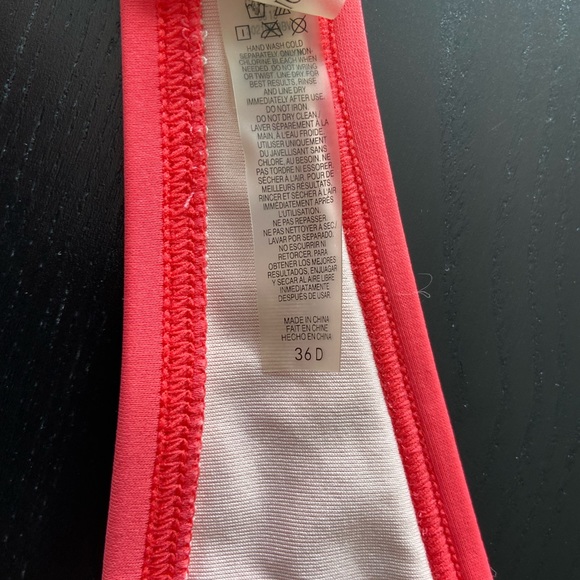 HAND WASH COLD
SEPARATELY. ONLY NON-
CHLORINE BLEACH WHEN
NEEDED. DO NOT WRING
OR TWIST. LINE DRY FOR
BEST RESULTS, RINSE
AND LINE DRY
IMMEDIATELY AFTER USE.
DO NOT IRON
DO NOT DRY CLEAN /
LAVER SÉPAREMENT À LA
MAIN, À L'EAU FROIDE.
UTILISER UNIQUEMENT
DU JAVELLISANT SANS
CHLORE, AU BESOIN. NE
PAS TORDRE NI ESSORER.
SÉCHER À L'AIR. POUR DE
MEILLEURS RESULTATS,
RINCER ET SÉCHER À L'AIR
IMMÉDIATEMENT APRÈS
L'UTILISATION.
NE PAS REPASSER.
NE PAS NETTOYER À SEC /
LAVAR POR SEPARADO.
NO ESCURRIR NI
RETORCER. PARA
OBTENER LOS MEJORES
RESULTADOS, ENJUAGAR
Y SECAR AL AIRE LIBRE
INMEDIATAMENTE
DESPUÉS DE USAR.
MADE IN CHINA
FAIT EN CHINE
HECHO EN CHINA
36 D